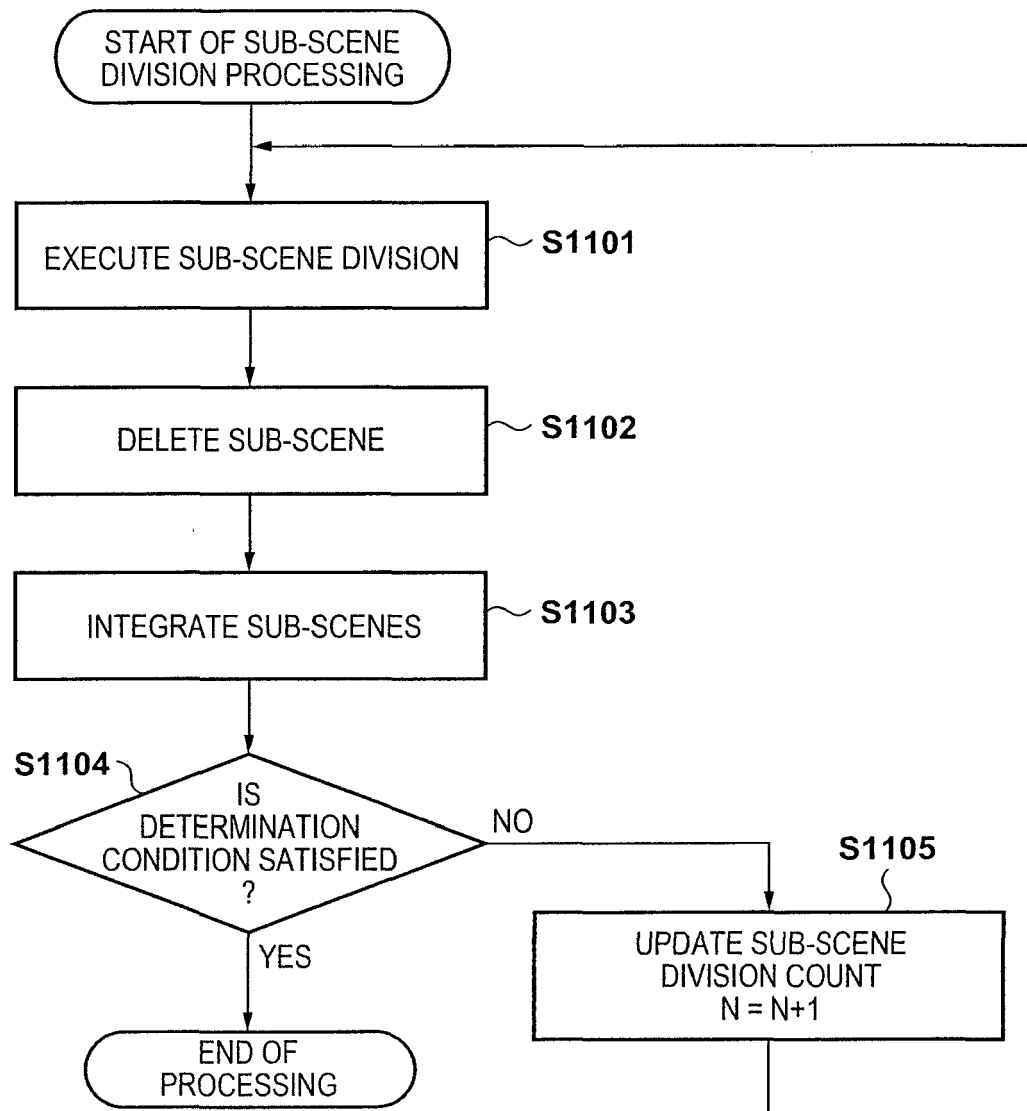 START OF SUB-SCENE
DIVISION PROCESSING
EXECUTE SUB-SCENE DIVISION
S1101
DELETE SUB-SCENE
S1102
INTEGRATE SUB-SCENES
S1103
S1104
IS
DETERMINATION
CONDITION SATISFIED
?
NO
YES
S1105
UPDATE SUB-SCENE
DIVISION COUNT
N = N+1
END OF
PROCESSING